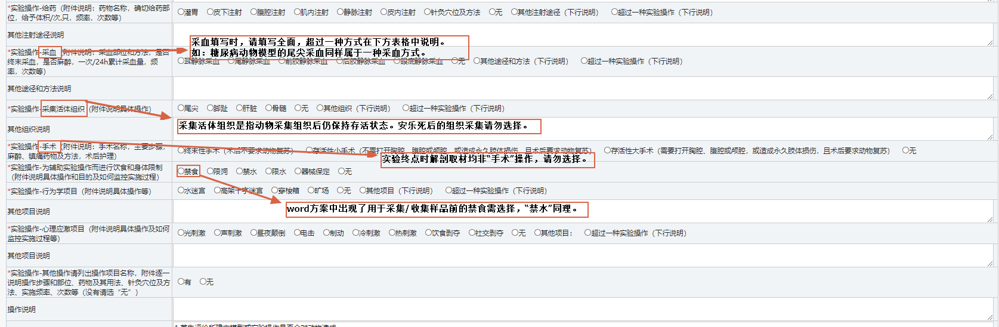 *实验操作-给药（附件说明：药物名称，确切给药部
位，给予体积/次.只，频率，次数等）
灌胃 皮下注射 腹腔注射 肌内注射 静脉注射 皮内注射 针灸穴位及方法 无 其他注射途径（下行说明） 超过一种实验操作（下行说明）
其他注射途径说明
采血填写时，请填写全面，超过一种方式在下方表格中说明。
如：糖尿病动物模型的尾尖采血同样属于一种采血方式。
*实验操作-采血（附件说明：采血部位和方法，是否
终末采血，是否麻醉，一次/24h累计采血量，频
率，次数等）
耳静脉采血 尾静脉采血 前腔静脉采血 后腔静脉采血 眼底静脉采血 无 其他途径和方法（下行说明） 超过一种实验操作（下行说明）
其他途径和方法说明
*实验操作-采集活体组织（附件说明具体操作）
尾尖 脚趾 肝脏 骨髓 无 其他组织（下行说明） 超过一种实验操作（下行说明）
其他组织说明
采集活体组织是指动物采集组织后仍保持存活状态。安乐死后的组织采集请勿选择。
*实验操作-手术（附件说明：手术名称，主要步骤，
麻醉、镇痛药物及方法，术后护理）
终末性手术（术后不要求动物复苏） 存活性小手术（不需打开胸腔、腹腔或颅腔，或造成永久肢体损伤，且术后要求动物复苏） 存活性大手术（需要打开胸腔、腹腔或颅腔，或造成永久肢体损伤，且术后要求动物复苏） 无
实验终点时解剖取材均非“手术”操作，请勿选择。
*实验操作-为辅助实验操作而进行饮食和身体限制
（附件说明具体操作和目的及如何监控实施过程）
禁食 限饲 禁水 限水 器械保定 无
*实验操作-行为学项目（附件说明具体操作等）
水迷宫 高架十字迷宫 穿梭箱 旷场 无 其他项目（下行说明） 超过一种实验操作（下行说明）
word方案中出现了用于采集/收集样品前的禁食需选择，“禁水”同理。
其他项目说明
*实验操作-心理应激项目（附件说明具体操作及如何
监控实施过程等）
光刺激 声刺激 昼夜颠倒 电击 制动 冷刺激 热刺激 饮食剥夺 社交剥夺 无 其他项目： 超过一种实验操作（下行说明）
其他项目说明
*实验操作-其他操作请列出操作项目名称，附件逐一
说明操作步骤和部位、药物及其用法、针灸穴位及方
法、实施频率、次数等（没有请选“无”）
有 无
操作说明